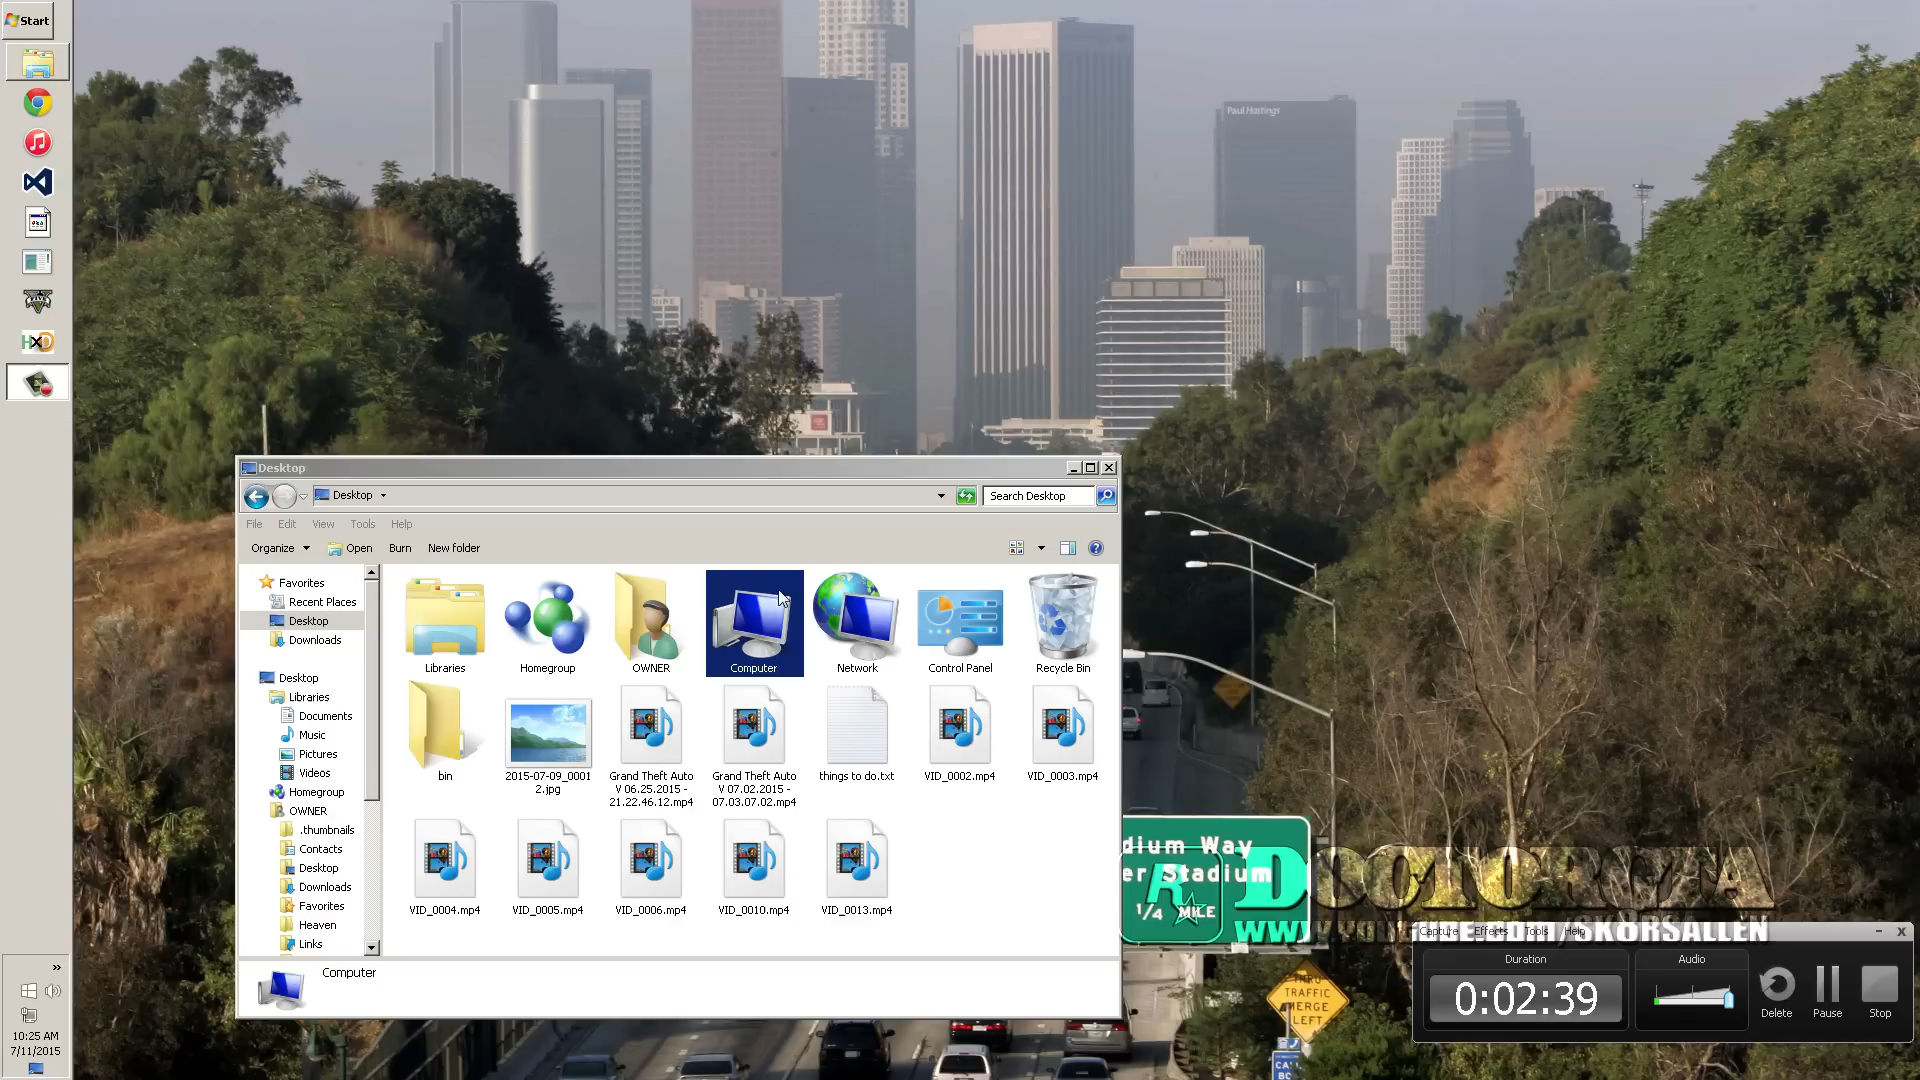 Start
Paul Hastings
Desktop
Desktop
Search Desktop
File Edit View Tools Help
Organize Open Burn New folder
Favorites
Recent Places
Desktop
Downloads
Desktop
Libraries
Documents
Music
Pictures
Videos
Homegroup
OWNER
.thumbnails
Contacts
Desktop
Downloads
Favorites
Heaven
Links
Libraries
Homegroup
OWNER
Computer
Network
Control Panel
Recycle Bin
bin
2015-07-09_0001
2.jpg
Grand Theft Auto
V 06.25.2015 -
21.22.46.12.mp4
Grand Theft Auto
V 07.02.2015 -
07.03.07.02.mp4
things to do.txt
VID_0002.mp4
VID_0003.mp4
VID_0004.mp4
VID_0005.mp4
VID_0006.mp4
VID_0010.mp4
VID_0013.mp4
Computer
dium Way
er Stadium
1/4 MILE
Capture Effects Tools Help
Duration
0:02:39
Audio
Delete
Pause
Stop
TRAFFIC
MERGE
LEFT
HXD
10:25 AM
7/11/2015